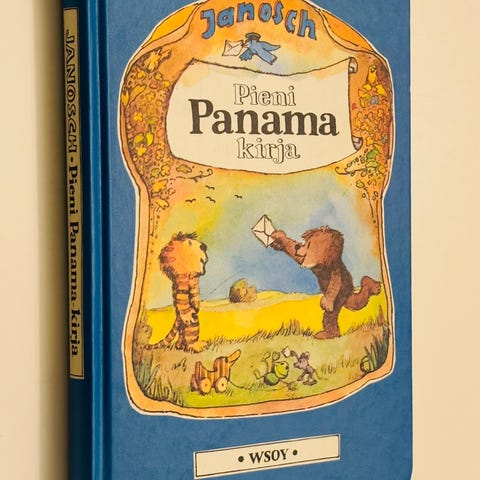 Janosch
Pieni
Panama
kirja
• WSOY •
JANOSCH • Pieni Panama-kirja